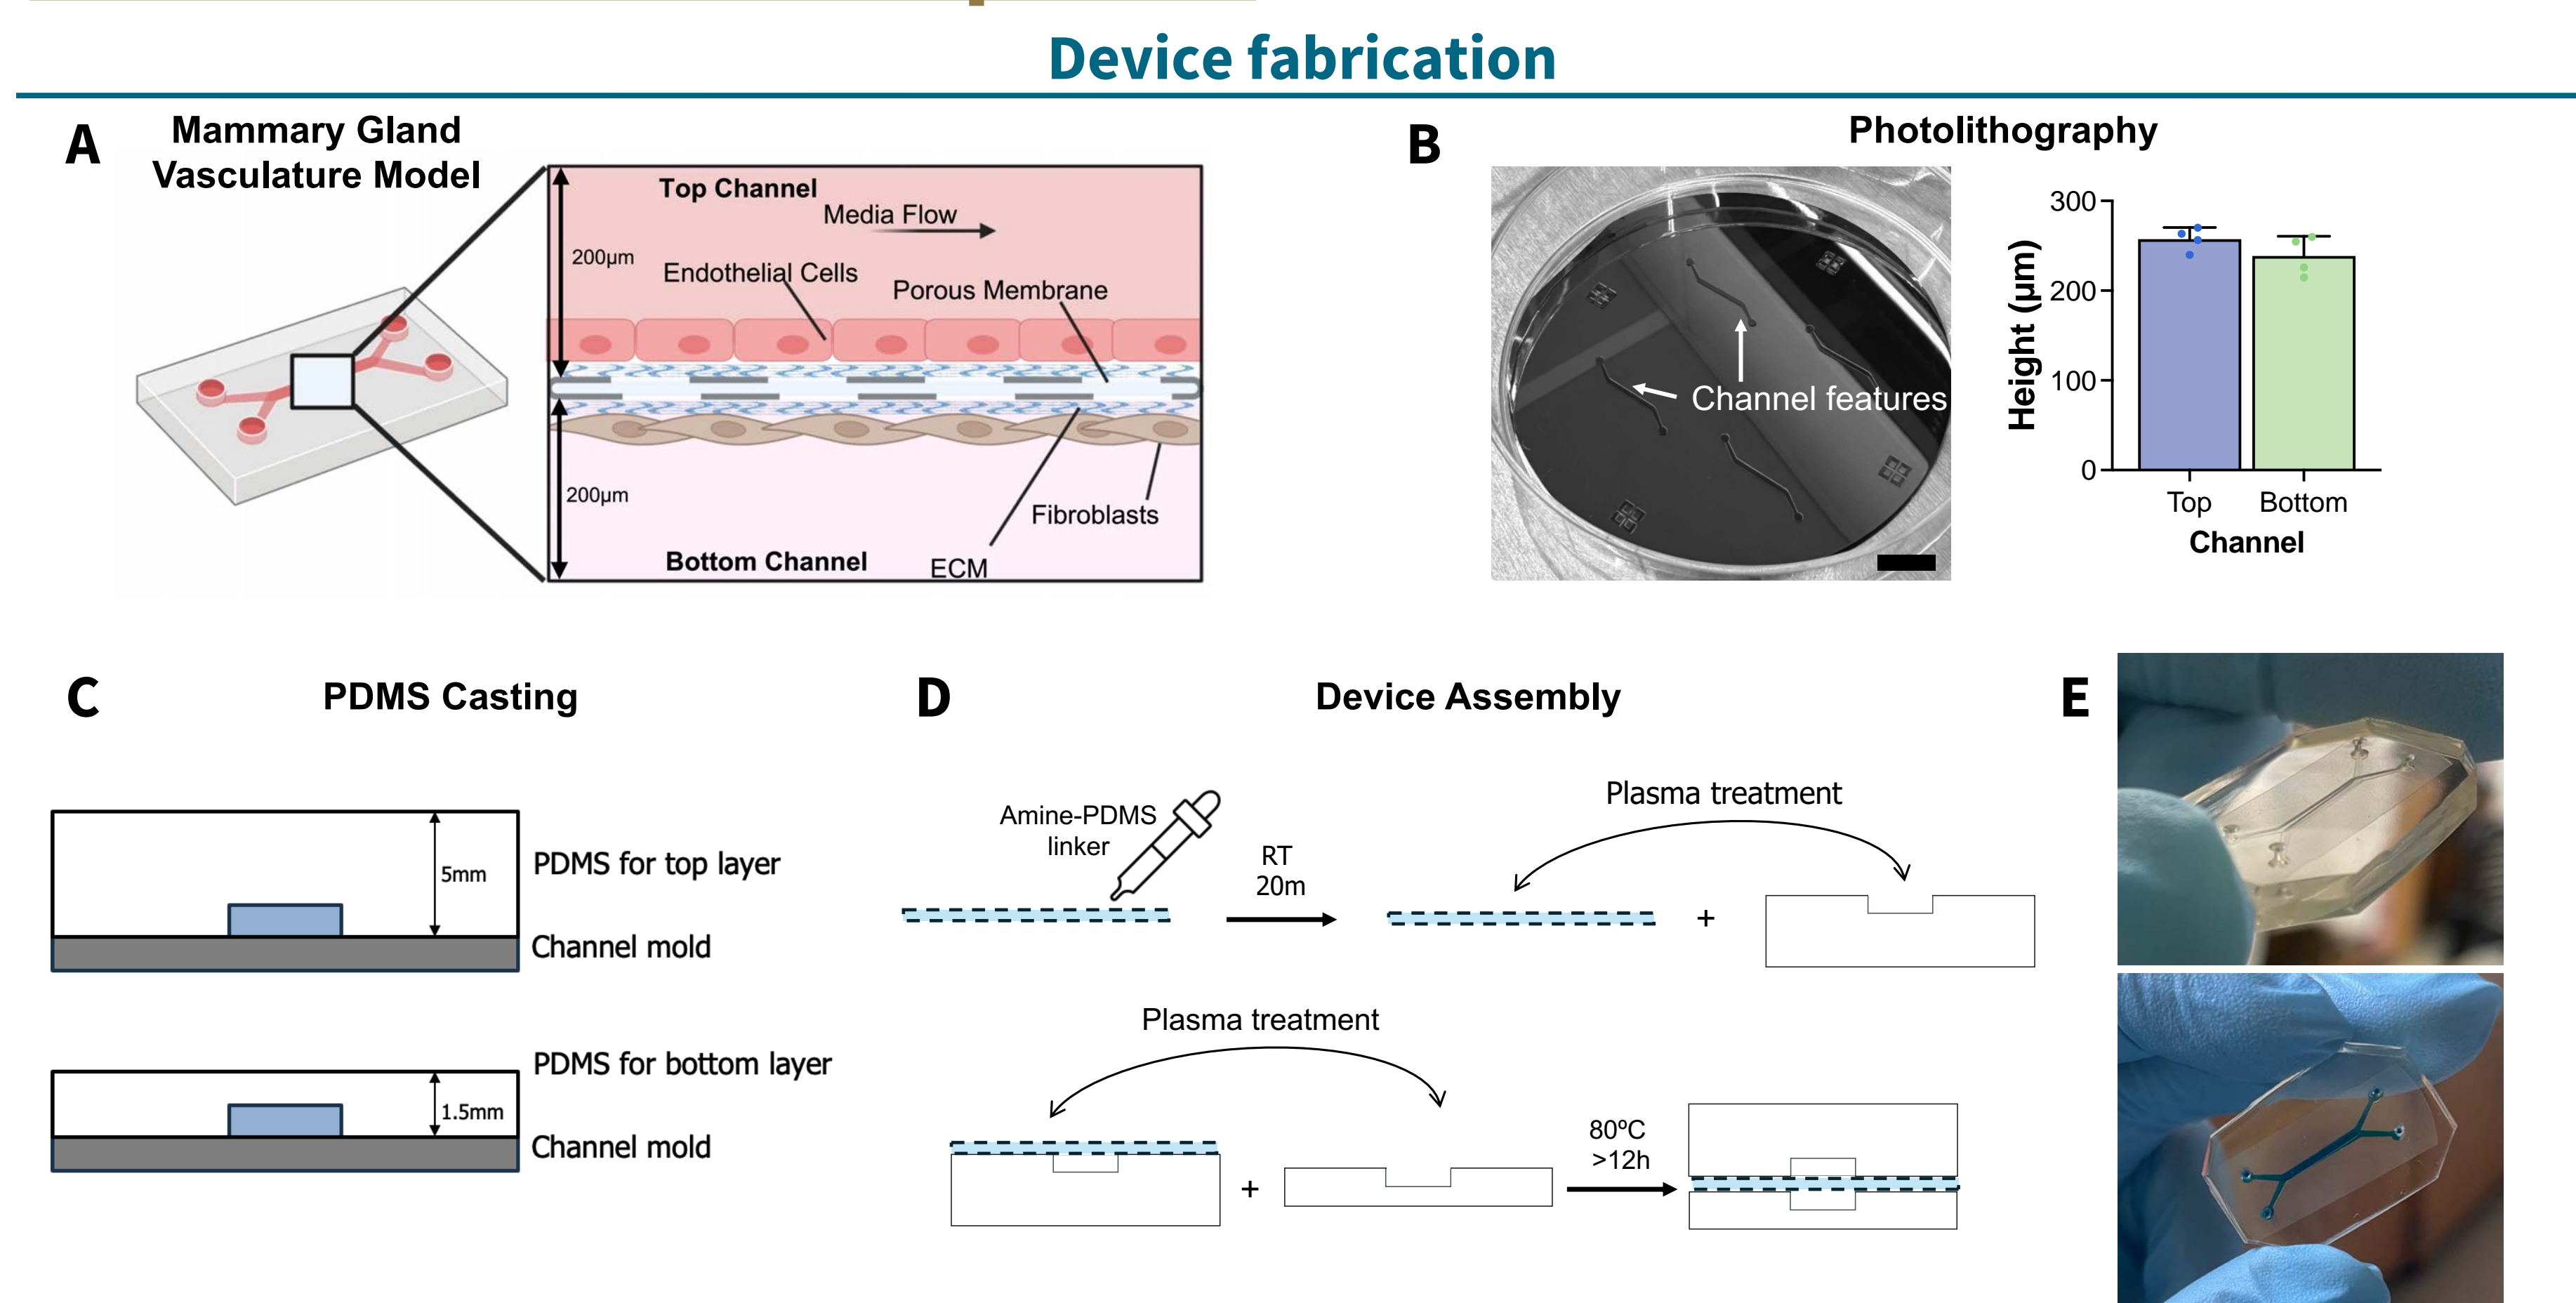 Device fabrication
A
Mammary Gland
Vasculature Model
Top Channel
Media Flow
200µm
Endothelial Cells
Porous Membrane
200µm
Fibroblasts
Bottom Channel
ECM
B
Photolithography
Channel features
300
200
100
0
Height (µm)
Top
Bottom
Channel
C
PDMS Casting
5mm
PDMS for top layer
Channel mold
PDMS for bottom layer
1.5mm
Channel mold
D
Device Assembly
Amine-PDMS
linker
RT
20m
Plasma treatment
+
Plasma treatment
+
80ºC
>12h
E